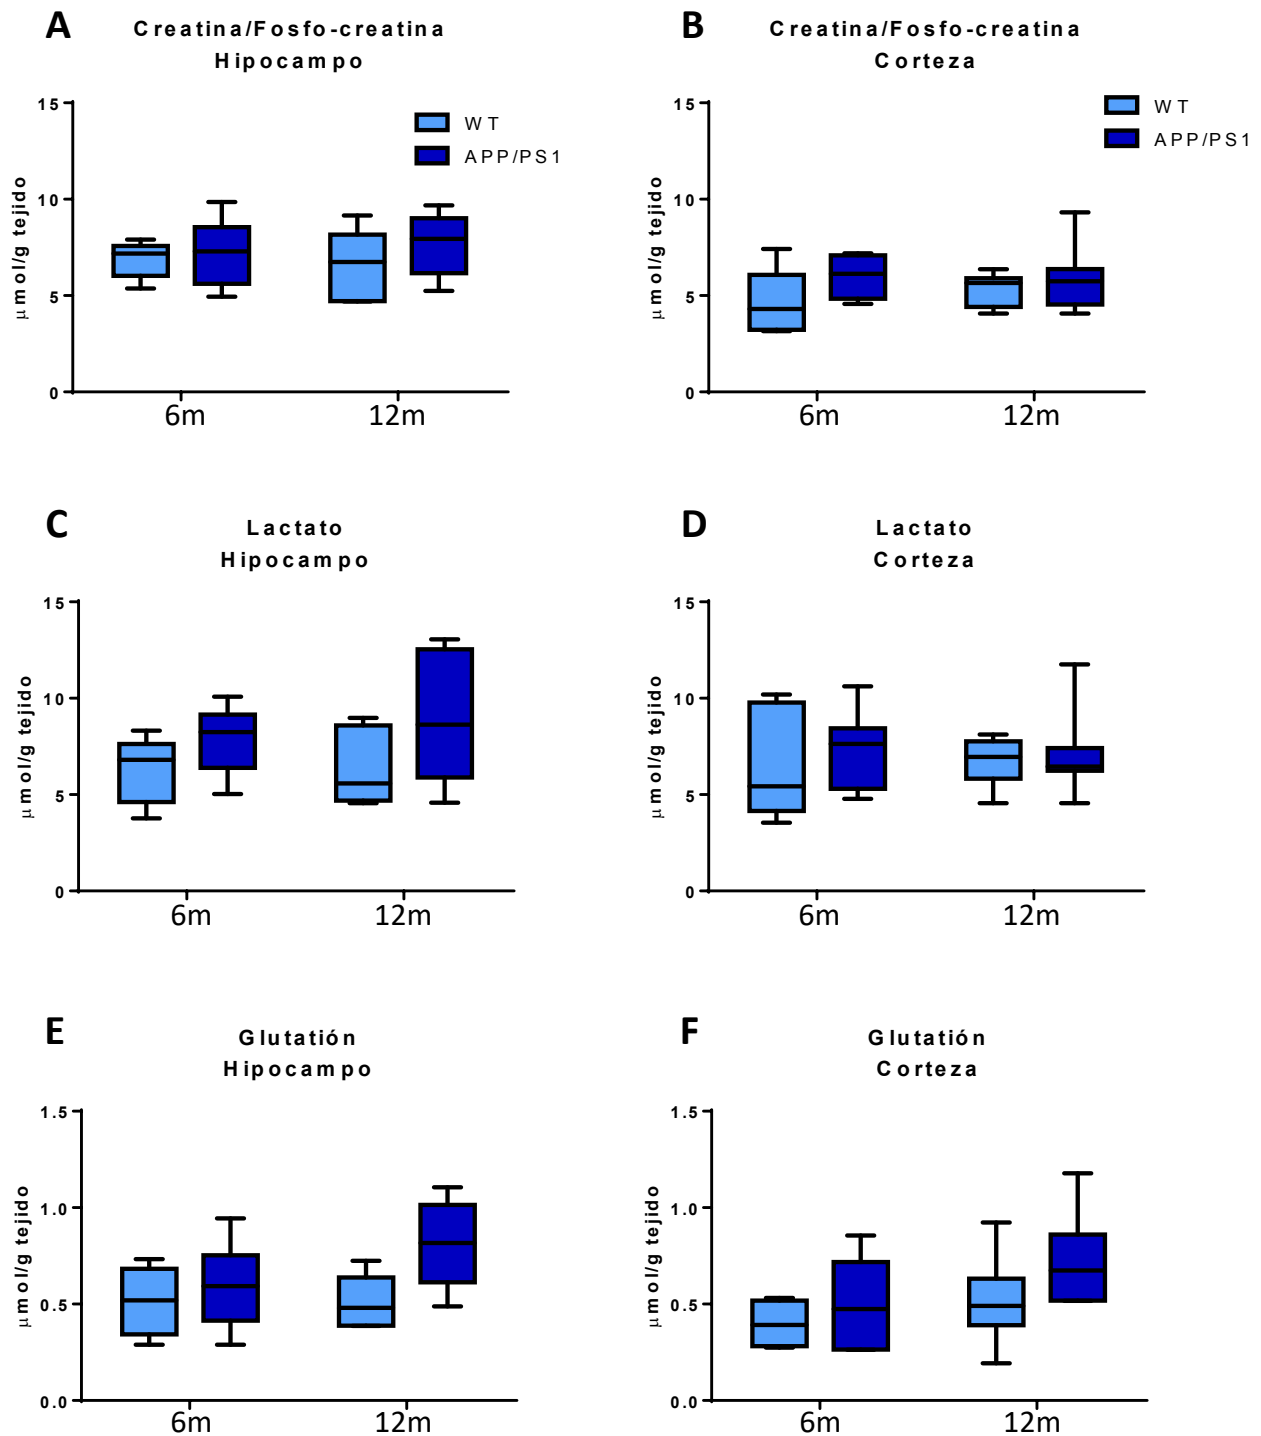 A
Creatina/Fosfo-creatina
Hipocampo
15
10
5
0
μmol/g tejido
WT
APP/PS1
6m
12m
B
Creatina/Fosfo-creatina
Corteza
15
10
5
0
μmol/g tejido
WT
APP/PS1
6m
12m
C
Lactato
Hipocampo
15
10
5
0
μmol/g tejido
6m
12m
D
Lactato
Corteza
15
10
5
0
μmol/g tejido
6m
12m
E
Glutatión
Hipocampo
1.5
1.0
0.5
0.0
μmol/g tejido
6m
12m
F
Glutatión
Corteza
1.5
1.0
0.5
0.0
μmol/g tejido
6m
12m